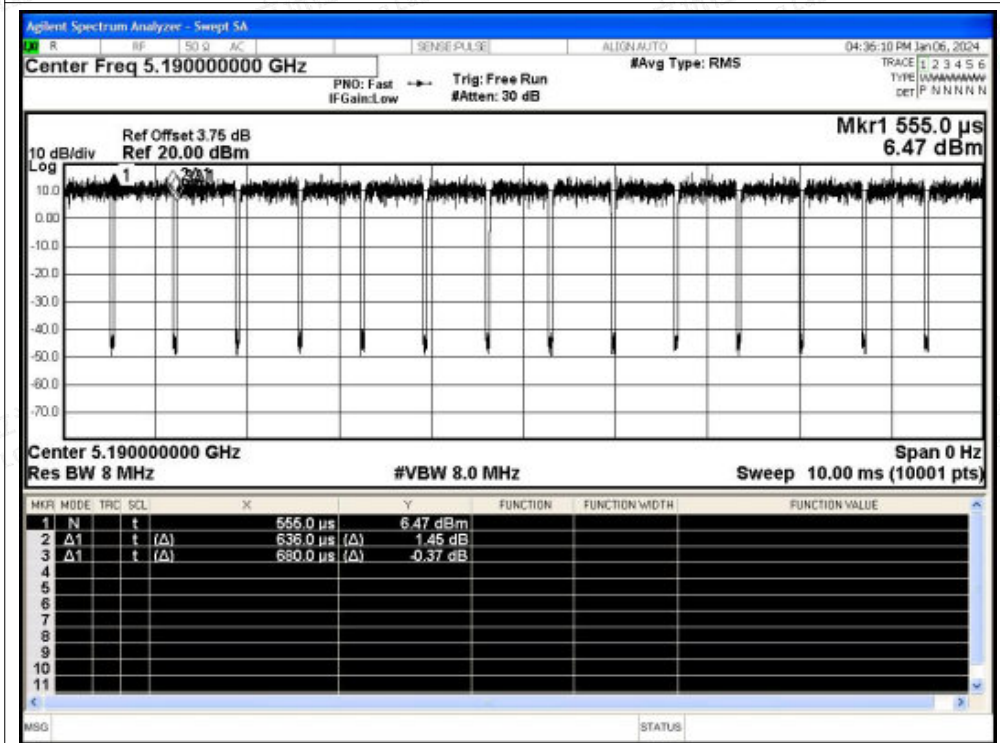 Agilent Spectrum Analyzer - Swept SA
R RF 50 Ω AC SENSE:PULSE ALIGN AUTO 04:36:10 PM Jan 06, 2024
Center Freq 5.190000000 GHz #Avg Type: RMS TRACE 1 2 3 4 5 6
PNO: Fast Trig: Free Run TYPE WWWWWW
IFGain:Low #Atten: 30 dB DET P N N N N N
Mkr1 555.0 µs
6.47 dBm
Ref Offset 3.75 dB
10 dB/div Ref 20.00 dBm
Log
1
10.0
0.00
-10.0
-20.0
-30.0
-40.0
-50.0
-60.0
-70.0
Center 5.190000000 GHz Span 0 Hz
Res BW 8 MHz #VBW 8.0 MHz Sweep 10.00 ms (10001 pts)
MKR MODE TRC SCL X Y FUNCTION FUNCTION WIDTH FUNCTION VALUE
1 N t 555.0 µs 6.47 dBm
2 Δ1 t (Δ) 636.0 µs (Δ) 1.45 dB
3 Δ1 t (Δ) 680.0 µs (Δ) -0.37 dB
4
5
6
7
8
9
10
11
MSG STATUS